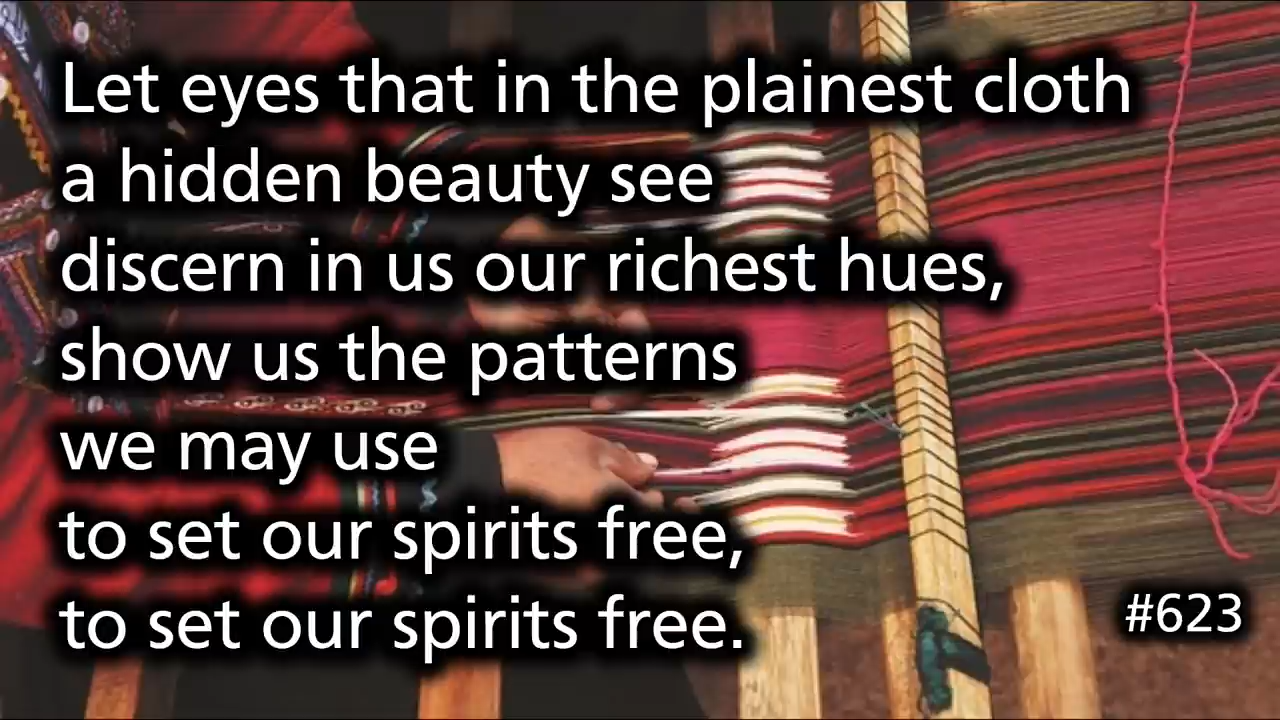 Let eyes that in the plainest cloth
a hidden beauty see
discern in us our richest hues,
show us the patterns
we may use
to set our spirits free,
to set our spirits free.
#623